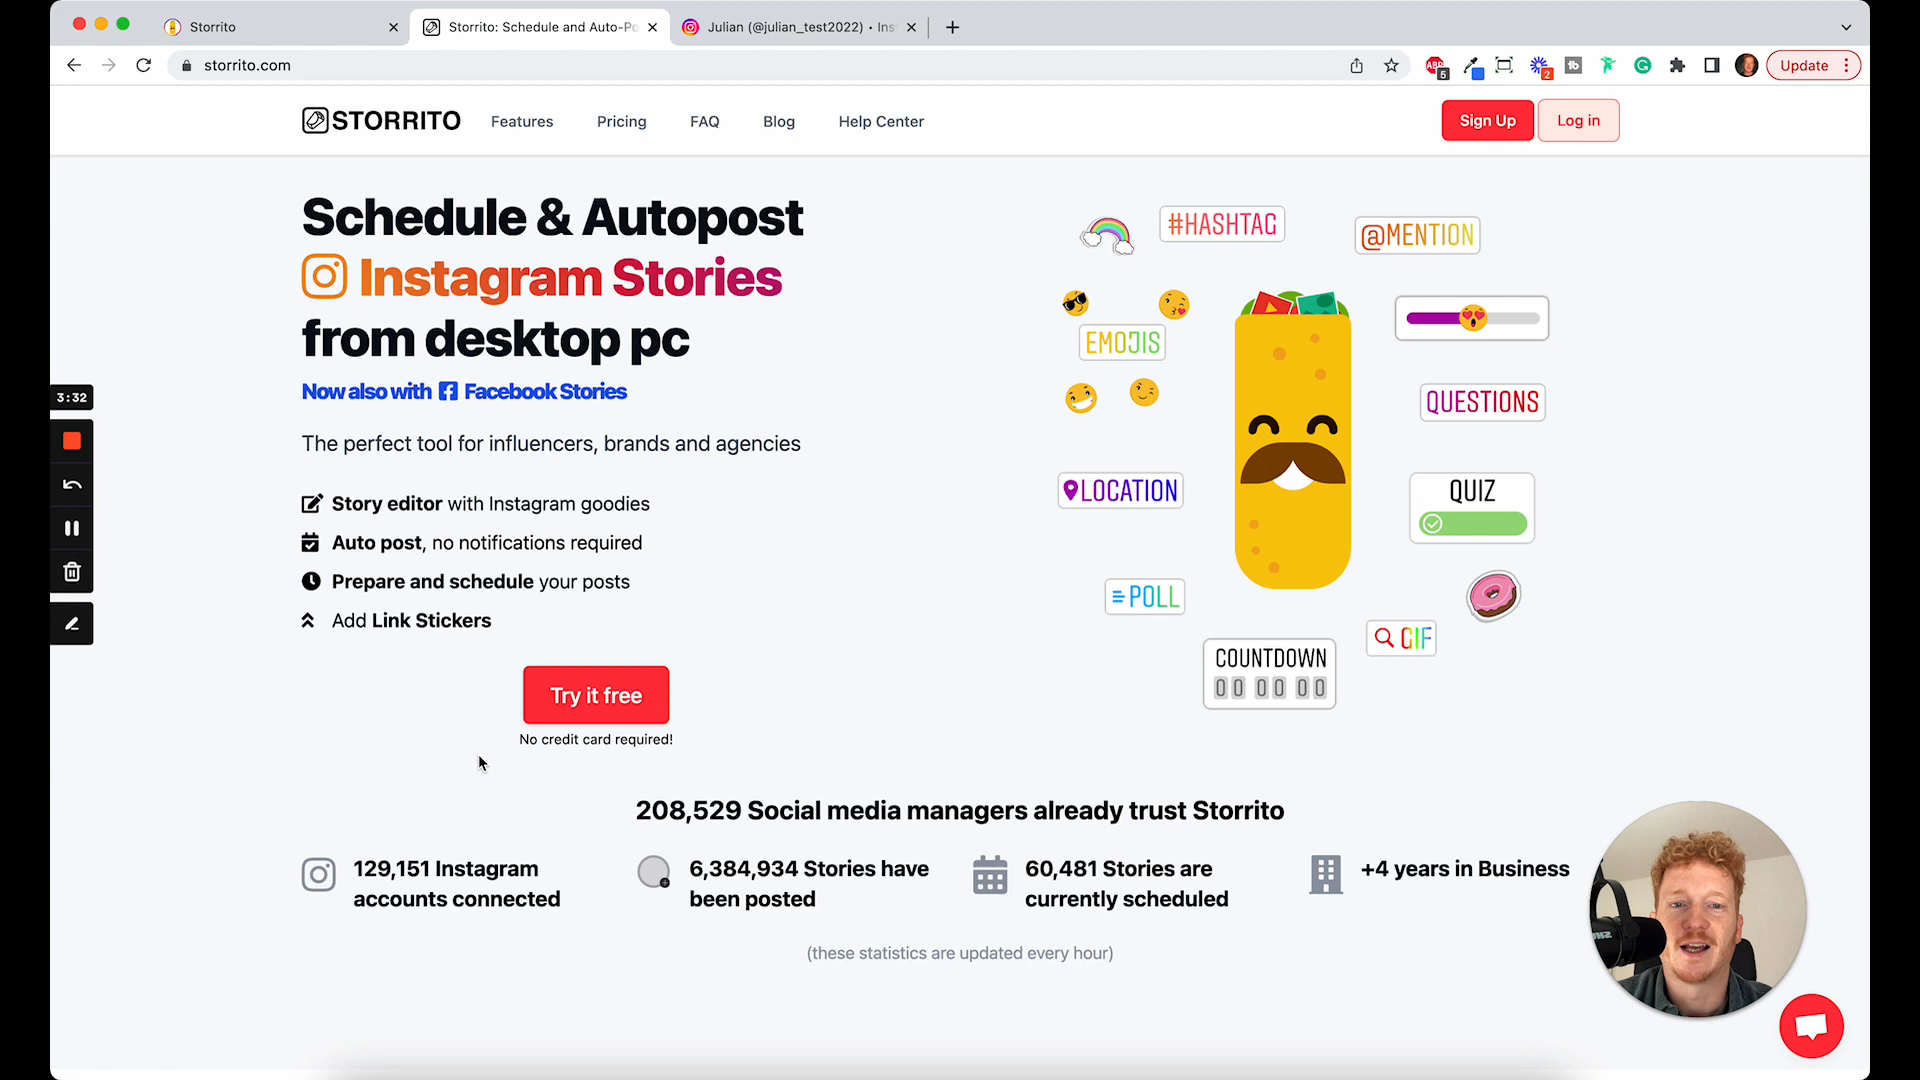 Storrito
Storrito: Schedule and Auto-Po
Julian (@julian_test2022) • Ins
storrito.com
ABP
5
2
tb
G
Update
STORRITO
Features
Pricing
FAQ
Blog
Help Center
Sign Up
Log in
Schedule & Autopost
Instagram Stories
from desktop pc
Now also with Facebook Stories
The perfect tool for influencers, brands and agencies
Story editor with Instagram goodies
Auto post, no notifications required
Prepare and schedule your posts
Add Link Stickers
Try it free
No credit card required!
#HASHTAG
@MENTION
EMOJIS
QUESTIONS
LOCATION
QUIZ
POLL
GIF
COUNTDOWN
00 00 00
3:32
208,529 Social media managers already trust Storrito
129,151 Instagram
accounts connected
6,384,934 Stories have
been posted
60,481 Stories are
currently scheduled
+4 years in Business
(these statistics are updated every hour)